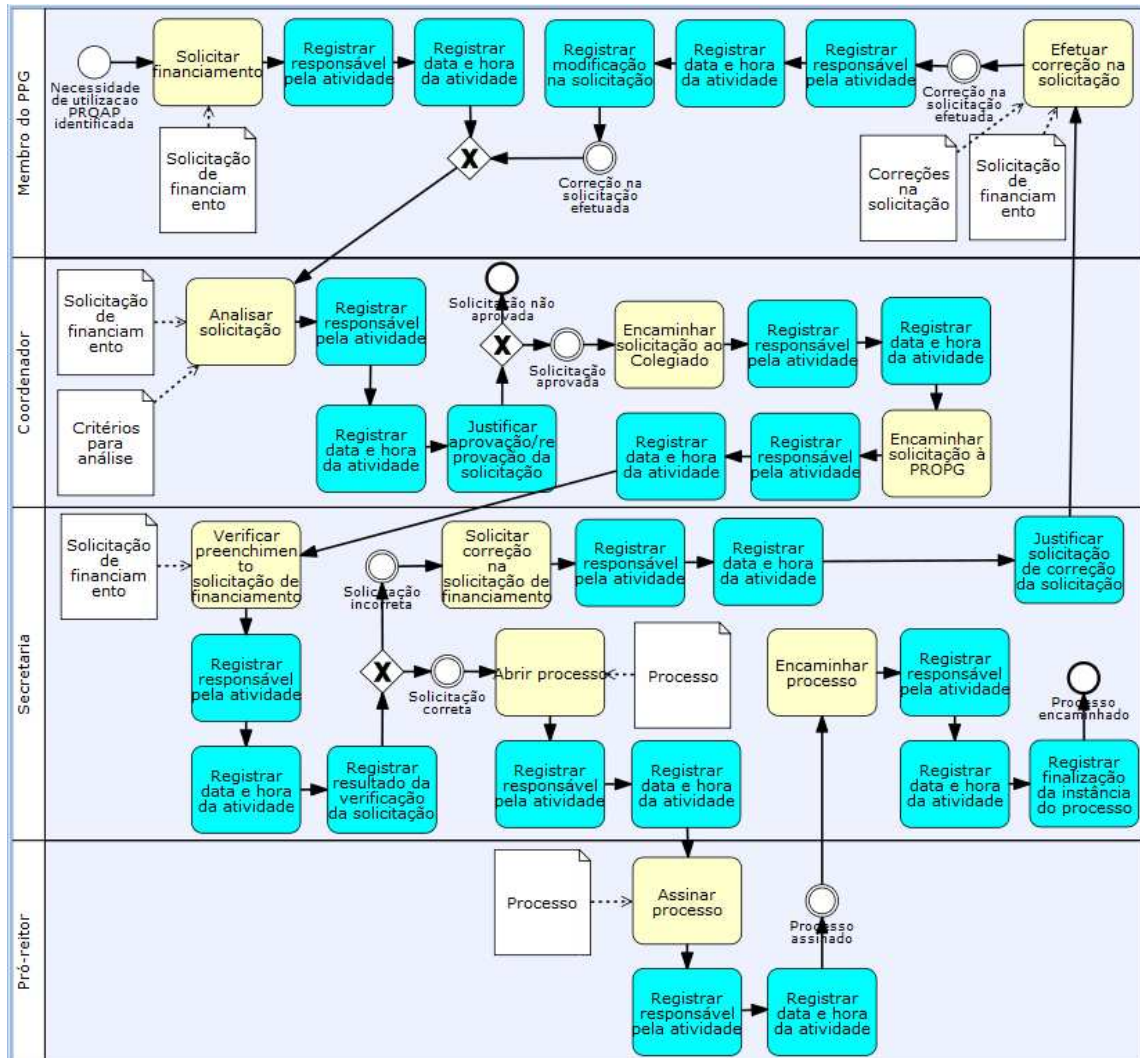 Membro do PPG
Necessidade
de utilizacao
PRQAP
identificada
Solicitar
financiamento
Registrar
responsável
pela atividade
Registrar
data e hora
da atividade
Registrar
modificação
na solicitação
Registrar
data e hora
da atividade
Registrar
responsável
pela atividade
Correção na
solicitação
efetuada
Efetuar
correção na
solicitação
Solicitação
de
financiam
ento
Correção na
solicitação
efetuada
Correções
na
solicitação
Solicitação
de
financiam
ento
Coordenador
Solicitação
de
financiam
ento
Critérios
para
análise
Analisar
solicitação
Registrar
responsável
pela atividade
Registrar
data e hora
da atividade
Justificar
aprovação/re
provação da
solicitação
Solicitação não
aprovada
Solicitação
aprovada
Encaminhar
solicitação ao
Colegiado
Registrar
responsável
pela atividade
Registrar
data e hora
da atividade
Encaminhar
solicitação à
PROPG
Registrar
responsável
pela atividade
Registrar
data e hora
da atividade
Secretaria
Solicitação
de
financiam
ento
Verificar
preenchimen
to
solicitação de
financiamento
Registrar
responsável
pela atividade
Registrar
data e hora
da atividade
Registrar
resultado da
verificação
da solicitação
Solicitação
incorreta
Solicitação
correta
Solicitar
correção
na
solicitação de
financiamento
Registrar
responsável
pela atividade
Registrar
data e hora
da atividade
Justificar
solicitação
de correção
da solicitação
Abrir processo
Processo
Registrar
responsável
pela atividade
Registrar
data e hora
da atividade
Encaminhar
processo
Registrar
responsável
pela atividade
Registrar
data e hora
da atividade
Registrar
finalização
da instância
do processo
Processo
encaminhado
Pró-reitor
Processo
Assinar
processo
Registrar
responsável
pela atividade
Registrar
data e hora
da atividade
Processo
assinado